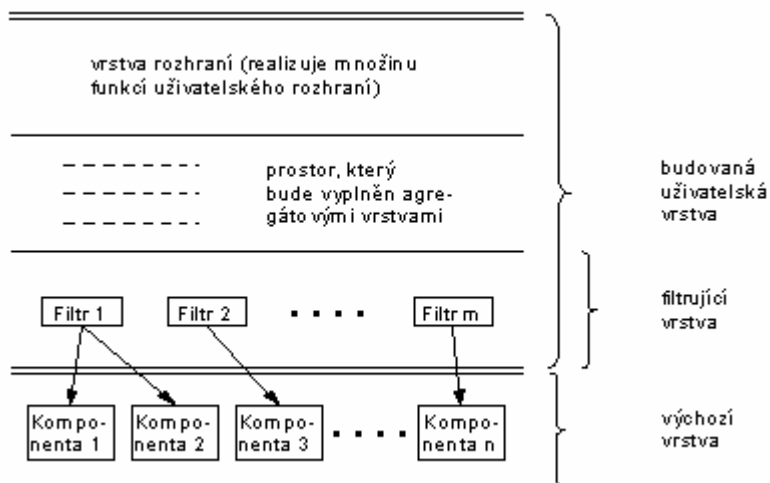 vrstva rozhraní (realizuje množinu
funkcí uživatelského rozhraní)
prostor, který
bude vyplněn agre-
gátovými vrstvami
budovaná
uživatelská
vrstva
Filtr 1
Filtr 2
Filtr m
filtrující
vrstva
Kompo-
nenta 1
Kompo-
nenta 2
Kompo-
nenta 3
Kompo-
nenta n
výchozí
vrstva